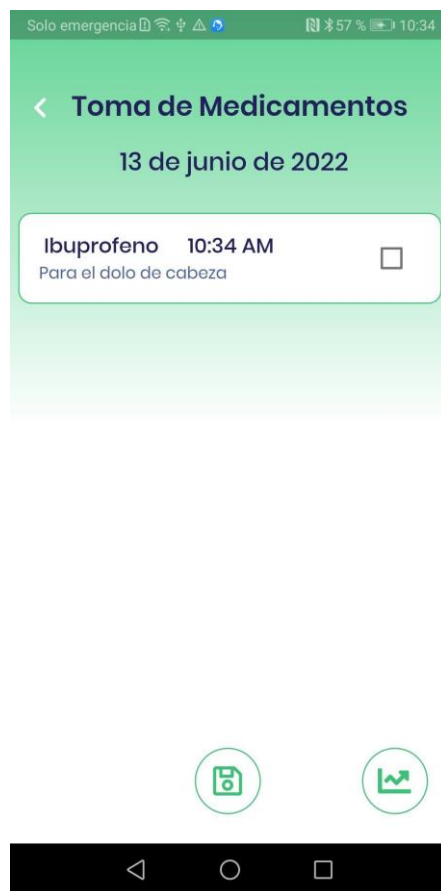 Solo emergencia 57 % 10:34
Toma de Medicamentos
13 de junio de 2022
Ibuprofeno 10:34 AM
Para el dolo de cabeza